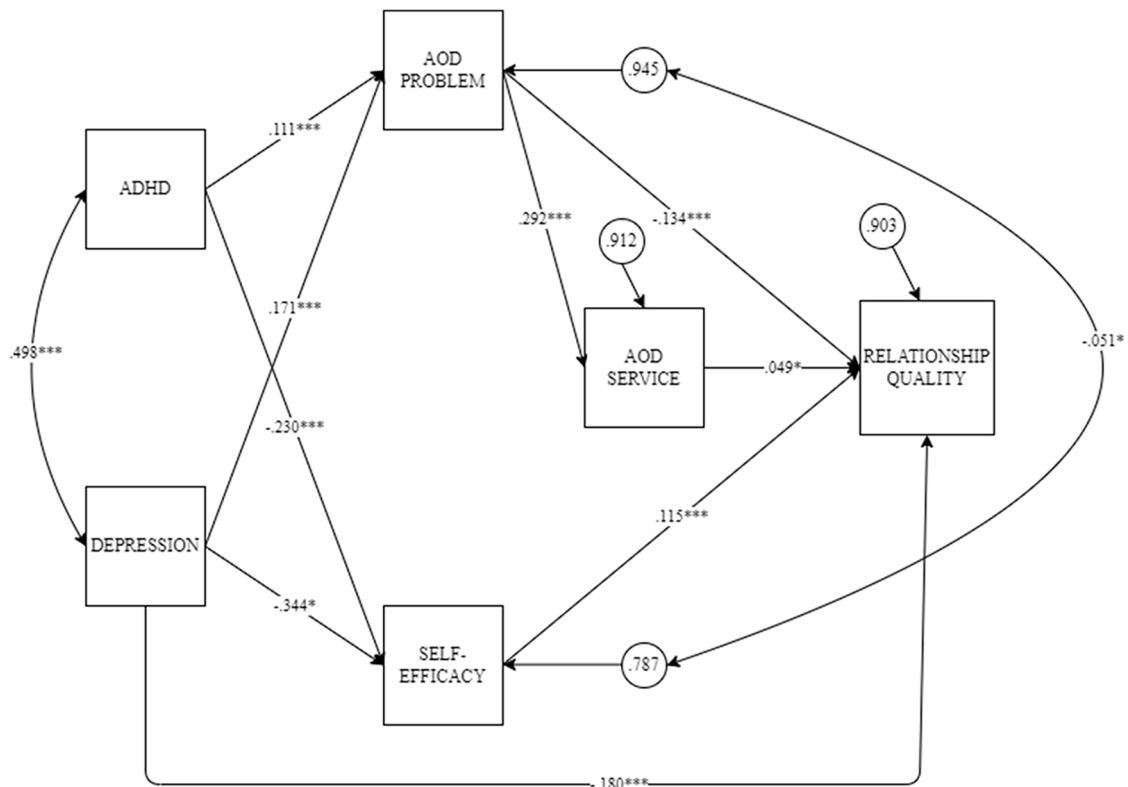 AOD
PROBLEM
.945
.111***
ADHD
.292***
-.134***
.912
.903
.171***
.498***
AOD
SERVICE
.049*
RELATIONSHIP
QUALITY
-.051*
-.230***
.115***
DEPRESSION
-.344*
SELF-
EFFICACY
.787
-.180***